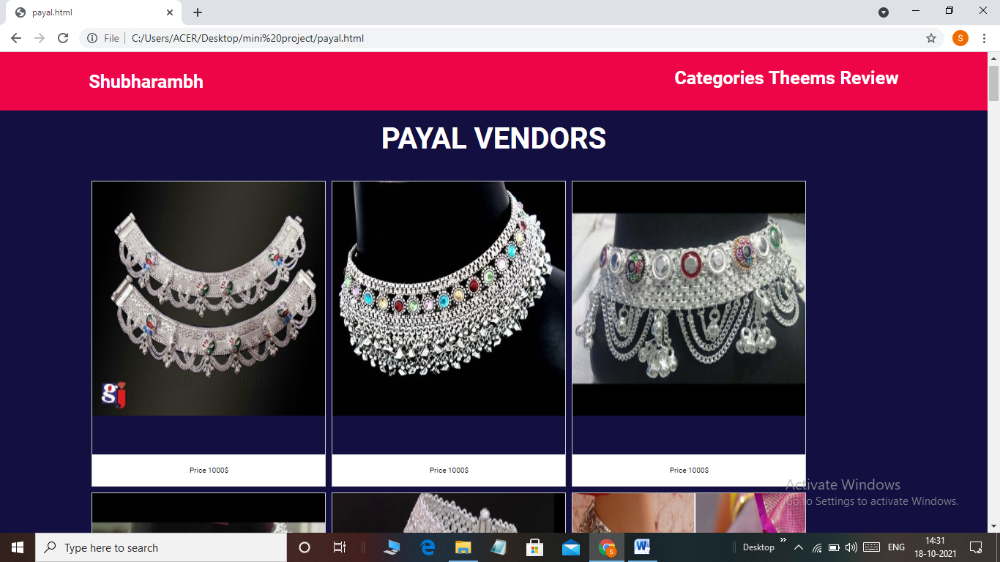 payal.html
File C:/Users/ACER/Desktop/mini%20project/payal.html
S
Shubharambh
Categories Theems Review
PAYAL VENDORS
gj
Price 1000$
Price 1000$
Price 1000$
Activate Windows
Go to Settings to activate Windows.
Type here to search
Desktop
ENG
14:31
18-10-2021